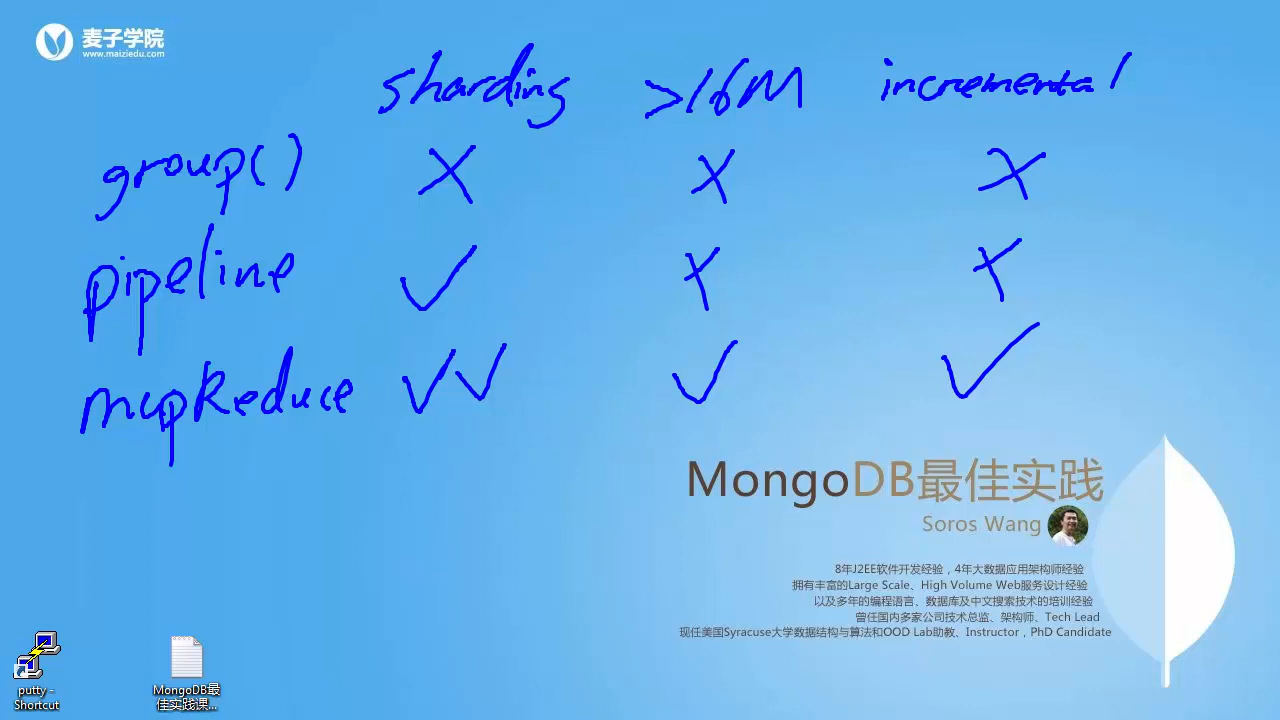 麦子学院
www.maiziedu.com
sharding >16M incremental
group() X X X
pipeline ✓ X X
mapReduce ✓✓ ✓ ✓
MongoDB最佳实践
Soros Wang
8年J2EE软件开发经验，4年大数据应用架构师经验
拥有丰富的Large Scale、High Volume Web服务设计经验
以及多年的编程语言、数据库及中文搜索技术的培训经验
曾任国内多家公司技术总监、架构师、Tech Lead
现任美国Syracuse大学数据结构与算法和OOD Lab助教、Instructor，PhD Candidate
putty -
Shortcut
MongoDB最
佳实践课...